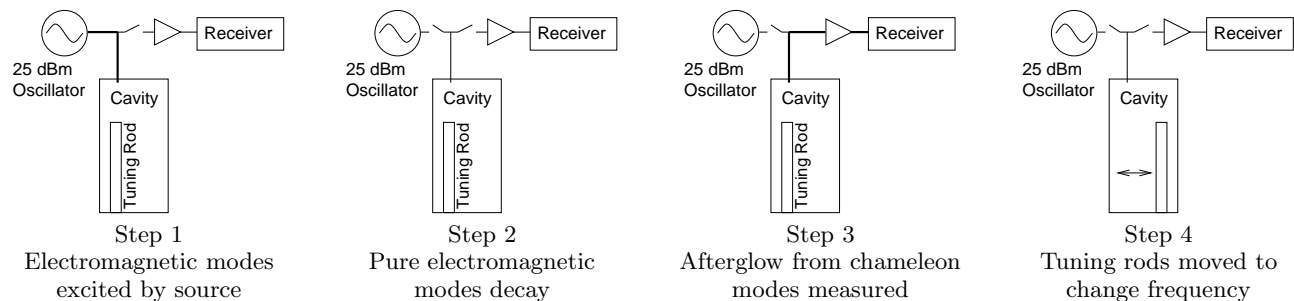 Receiver
25 dBm
Oscillator
Cavity
Tuning Rod
Step 1
Electromagnetic modes
excited by source
Receiver
25 dBm
Oscillator
Cavity
Tuning Rod
Step 2
Pure electromagnetic
modes decay
Receiver
25 dBm
Oscillator
Cavity
Tuning Rod
Step 3
Afterglow from chameleon
modes measured
Receiver
25 dBm
Oscillator
Cavity
Step 4
Tuning rods moved to
change frequency